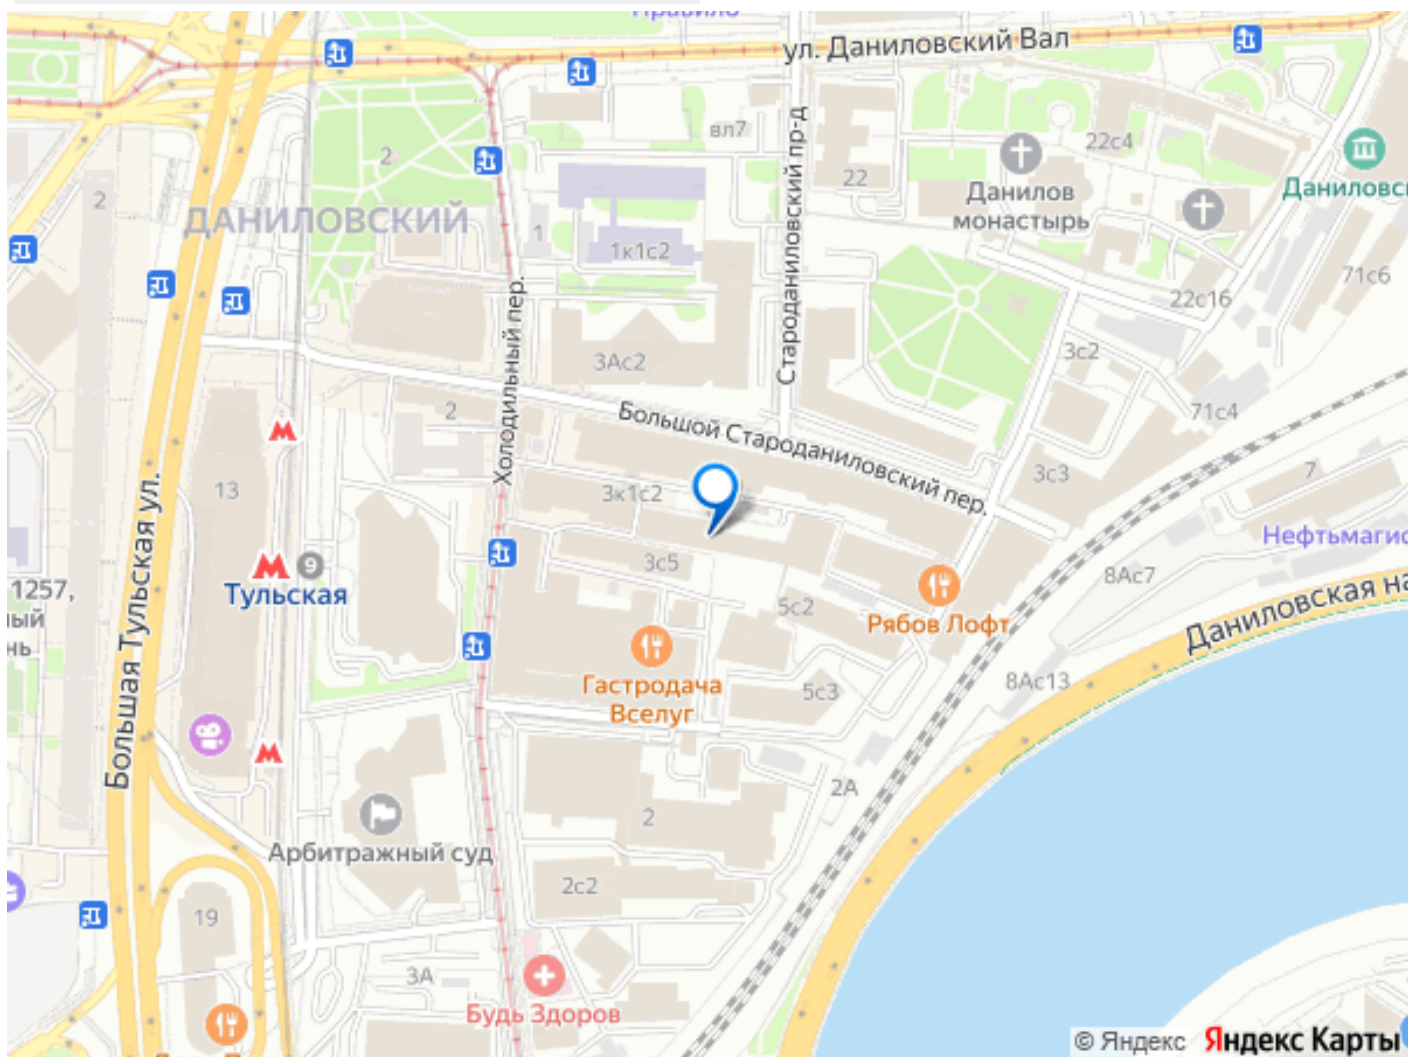 Правило
ул. Даниловский Вал
вл7
Стародaниловский пр-д
2
2
22
22с4
Данилов
монастырь
ДАНИЛОВСКИЙ
1
1к1с2
71с6
22с16
Холодильный пер.
3Ас2
3с2
2
Большой Староданиловский пер.
71с4
13
3к1с2
3с3
7
Большая Тульская ул.
Нефтьмагис
9
Тульская
1257,
3с5
8Ас7
5с2
Рябов Лофт
Даниловская на
Гастродача
Вселуг
5с3
8Ас13
2А
2
Арбитражный суд
2с2
19
3А
Будь Здоров
© Яндекс Яндекс Карты